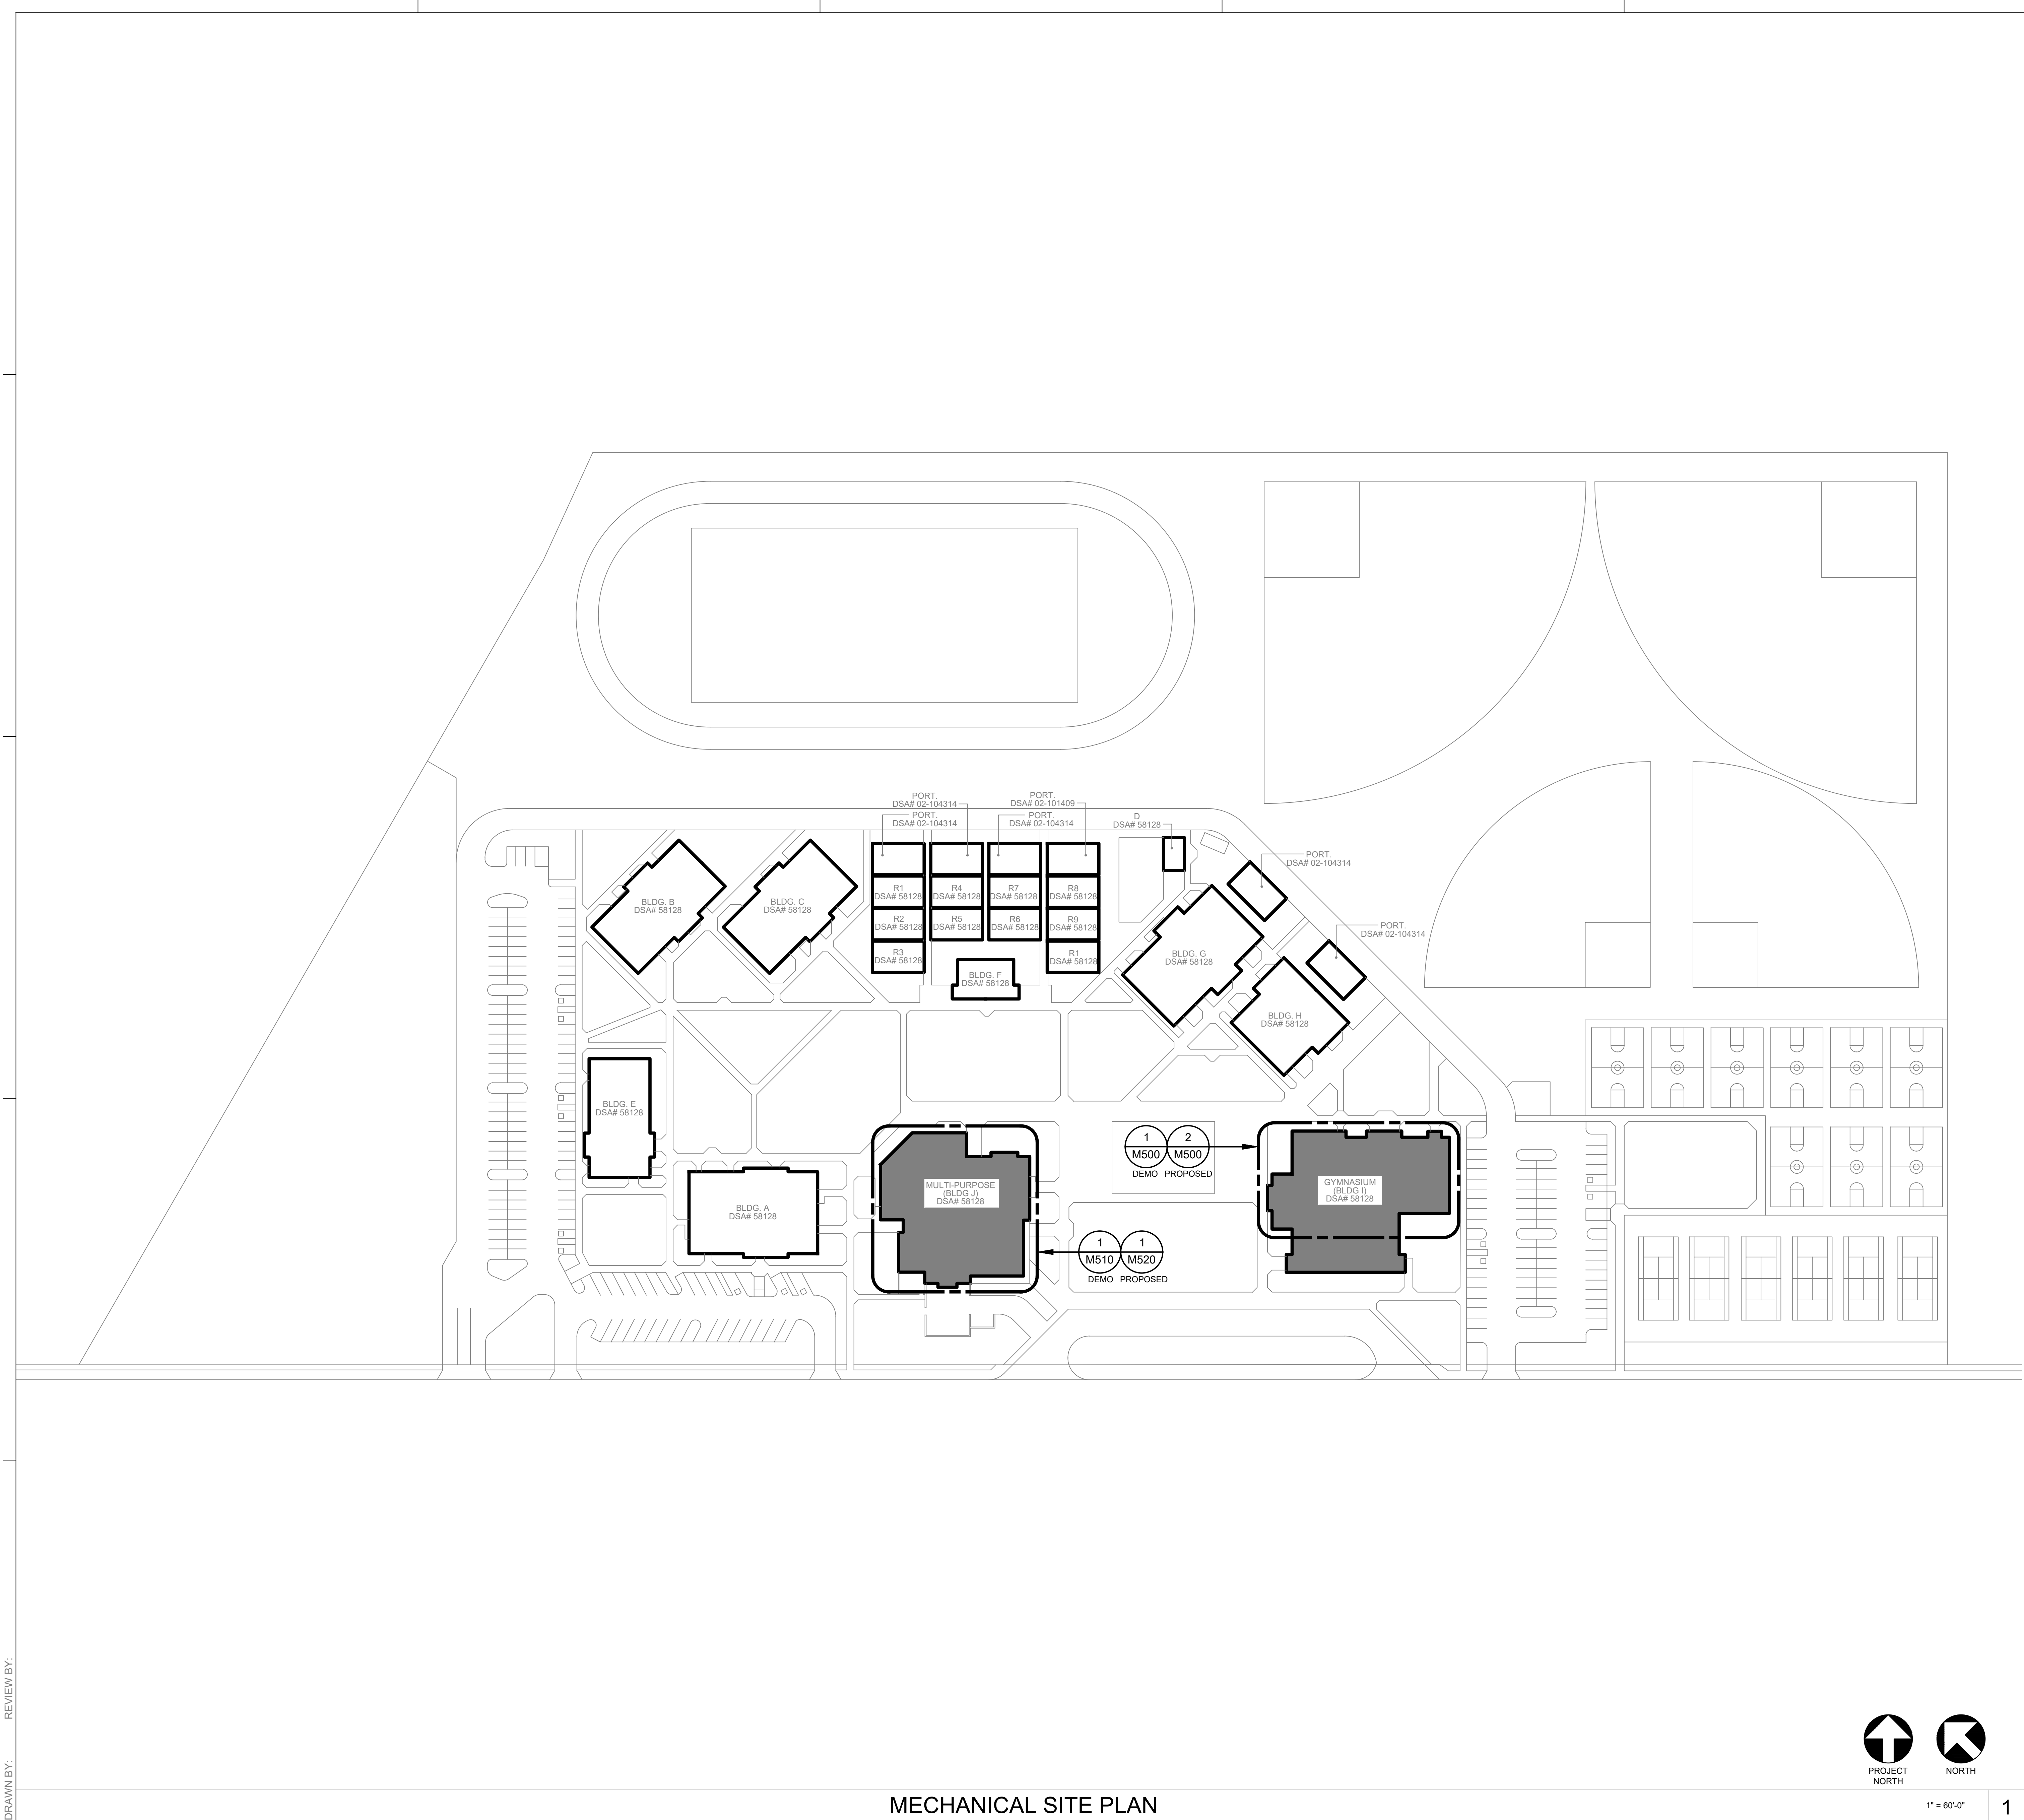 PORT.
DSA# 02-104314
PORT.
DSA# 02-104314
PORT.
DSA# 02-101409
PORT.
DSA# 02-104314
D
DSA# 58128
PORT.
DSA# 02-104314
PORT.
DSA# 02-104314
BLDG. B
DSA# 58128
BLDG. C
DSA# 58128
R1
DSA# 58128
R2
DSA# 58128
R3
DSA# 58128
R4
DSA# 58128
R5
DSA# 58128
R7
DSA# 58128
R6
DSA# 58128
R8
DSA# 58128
R9
DSA# 58128
R1
DSA# 58128
BLDG. F
DSA# 58128
BLDG. G
DSA# 58128
BLDG. H
DSA# 58128
BLDG. E
DSA# 58128
BLDG. A
DSA# 58128
MULTI-PURPOSE
(BLDG J)
DSA# 58128
1
M500
DEMO
2
M500
PROPOSED
GYMNASIUM
(BLDG I)
DSA# 58128
1
M510
DEMO
1
M520
PROPOSED
REVIEW BY:
DRAWN BY:
PROJECT
NORTH
NORTH
MECHANICAL SITE PLAN
1" = 60'-0"
1